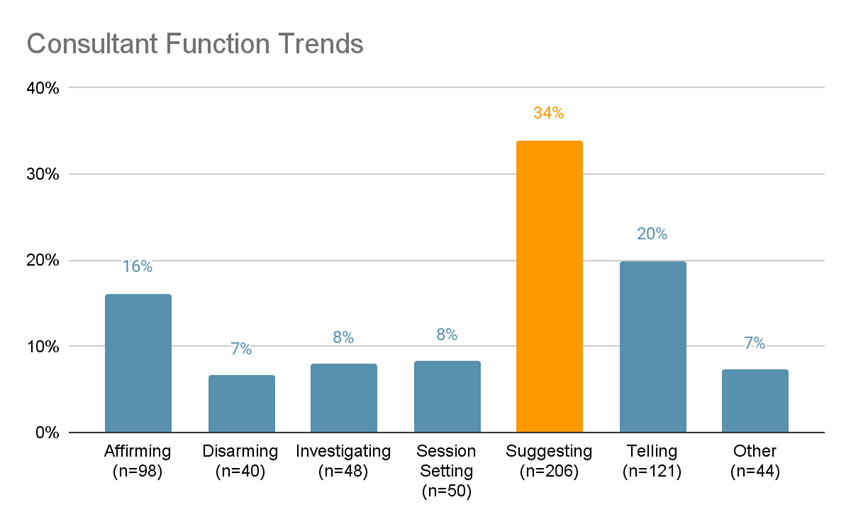 Consultant Function Trends
40%
30%
20%
10%
0%
16%
7%
8%
8%
34%
20%
7%
Affirming
(n=98)
Disarming
(n=40)
Investigating
(n=48)
Session
Setting
(n=50)
Suggesting
(n=206)
Telling
(n=121)
Other
(n=44)